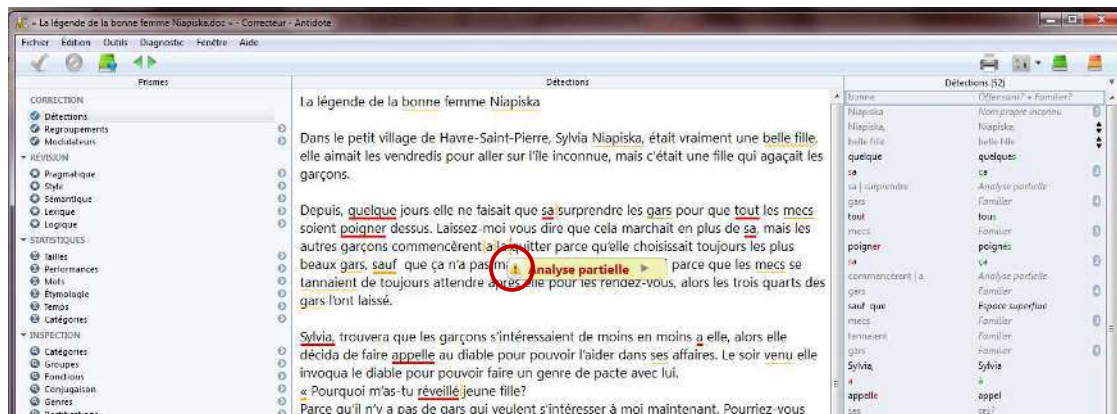 « La légende de la bonne femme Niapiska.doc » - Correcteur - Antidote
Fichier Édition Outils Diagnostic Fenêtre Aide
Prismes
CORRECTION
Détections
Regroupements
Modulateurs
RÉVISION
Pragmatique
Style
Sémantique
Lexique
Logique
STATISTIQUES
Tailles
Performances
Mots
Étymologie
Temps
Catégories
INSPECTION
Catégories
Groupes
Fonctions
Conjugaison
Genres
Détections
La légende de la bonne femme Niapiska
Dans le petit village de Havre-Saint-Pierre, Sylvia Niapiska, était vraiment une belle fille,
elle aimait les vendredis pour aller sur l'île inconnue, mais c'était une fille qui agaçait les
garçons.
Depuis, quelque jours elle ne faisait que sa surprendre les gars pour que tout les mecs
soient poigner dessus. Laissez-moi vous dire que cela marchait en plus de sa, mais les
autres garçons commencèrent a la quitter parce qu'elle choisissait toujours les plus
beaux gars, sauf que ça n'a pas parce que les mecs se
Analyse partielle
tannaient de toujours attendre après elle pour les rendez-vous, alors les trois quarts des
gars l'ont laissé.
Sylvia, trouvera que les garçons s'intéressaient de moins en moins a elle, alors elle
décida de faire appelle au diable pour pouvoir l'aider dans ses affaires. Le soir venu elle
invoqua le diable pour pouvoir faire un genre de pacte avec lui.
« Pourquoi m'as-tu réveillé jeune fille?
Parce qu'il n'y a pas de gars qui veulent s'intéresser à moi maintenant. Pourriez-vous
Détections (52)
bonne Offensant? + Familier?
Niapiska Nom propre inconnu
Niapiska, Niapiska,
belle fille belle-fille
quelque quelques
sa ça
sa | surprendre Analyse partielle
gars Familier
tout tous
mecs Familier
poigner poignés
sa ça
commencèrent | a Analyse partielle
gars Familier
sauf que Espace superflue
mecs Familier
tannaient Familier
gars Familier
Sylvia, Sylvia
a à
appelle appel
ses ces?